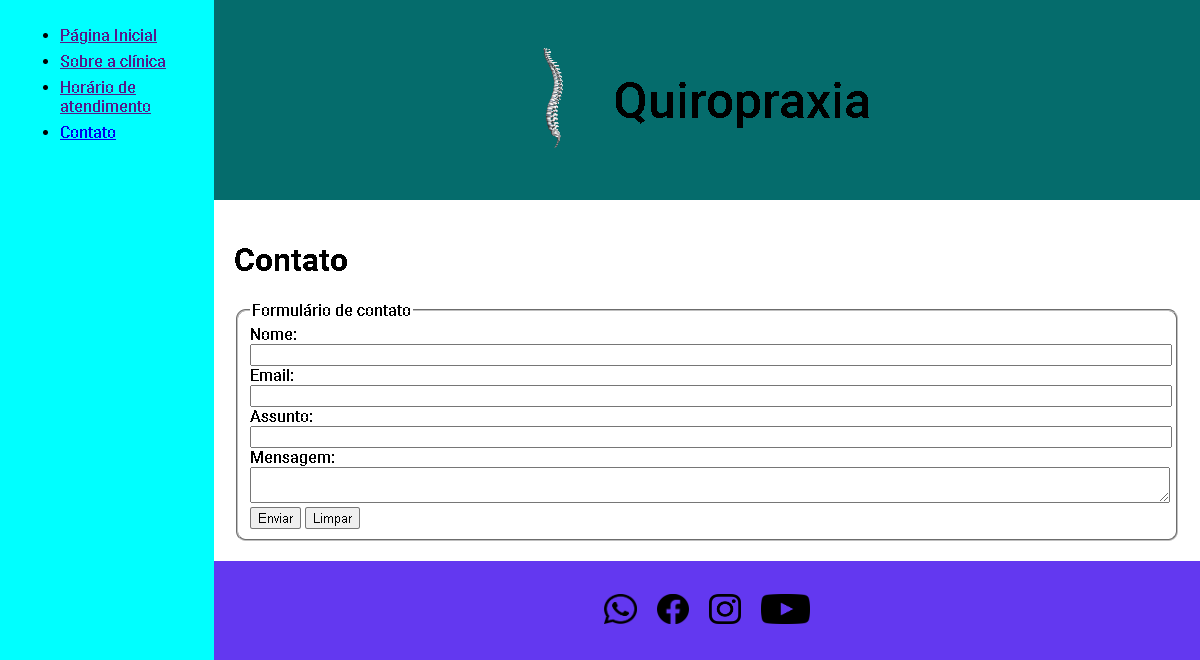 Página Inicial
Sobre a clínica
Horário de
atendimento
Contato
Quiropraxia
Contato
Formulário de contato
Nome:
Email:
Assunto:
Mensagem:
Enviar Limpar